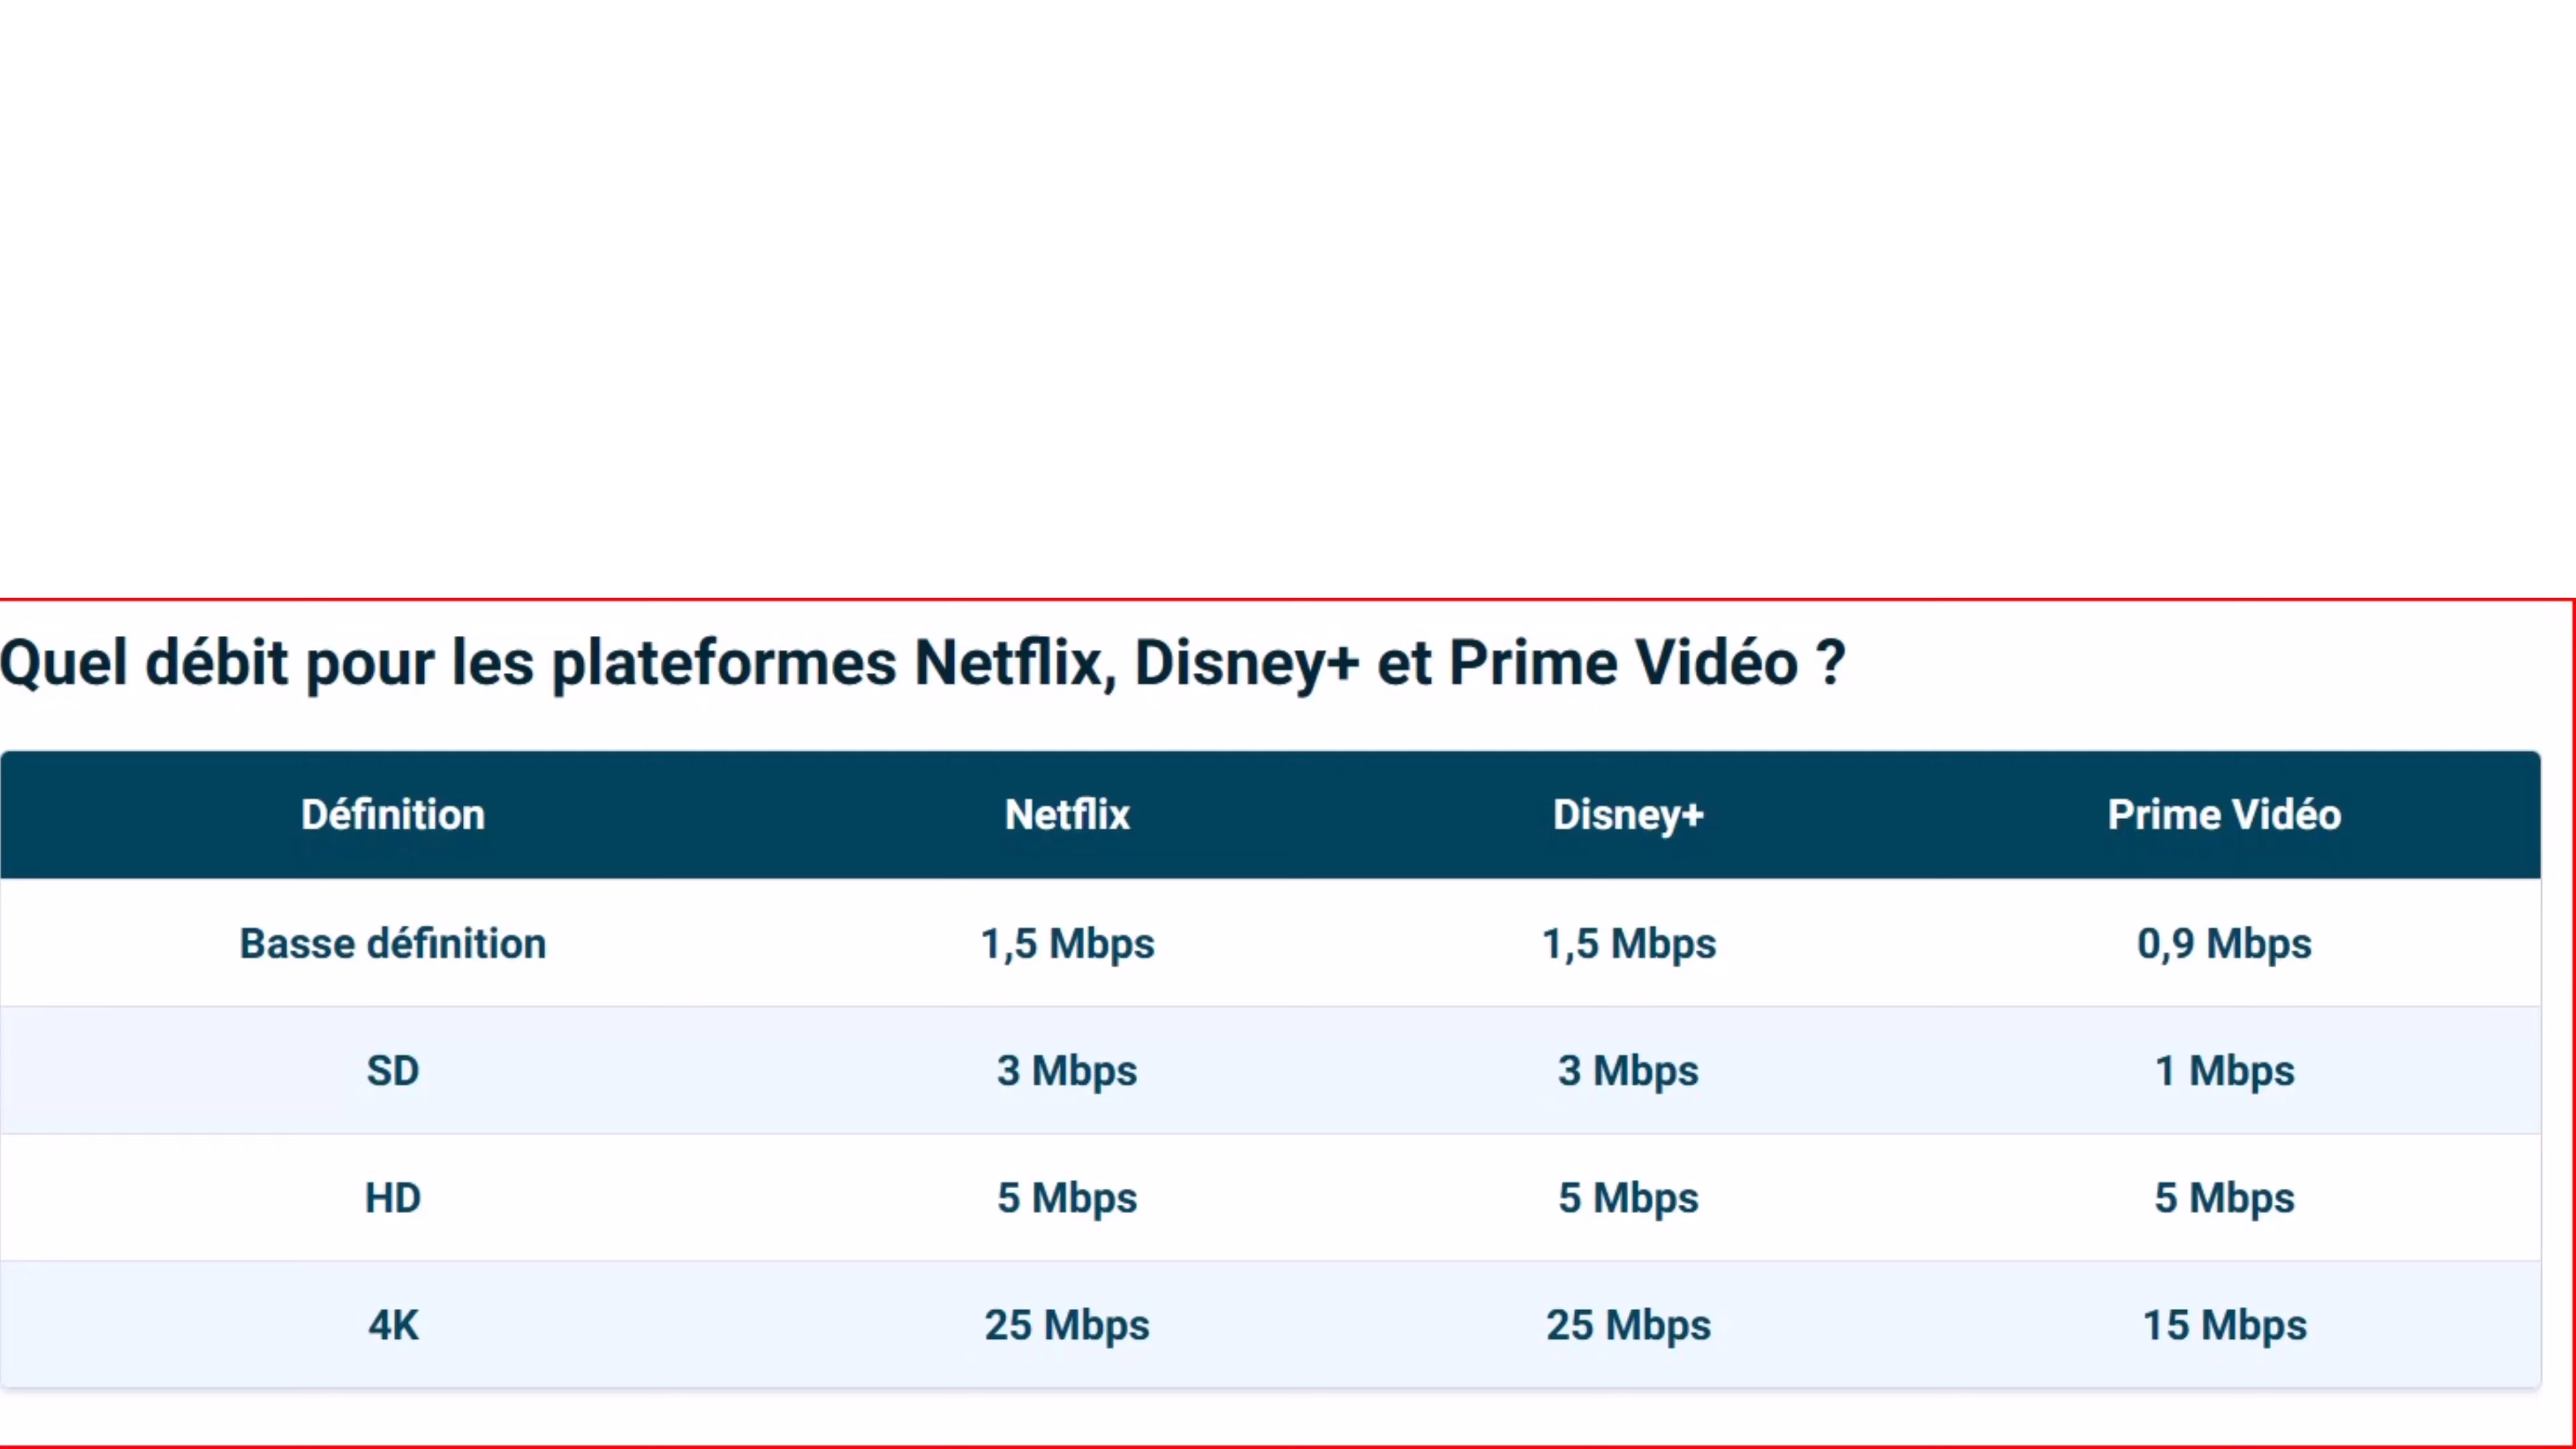 Quel débit pour les plateformes Netflix, Disney+ et Prime Vidéo ?
Définition Netflix Disney+ Prime Vidéo
Basse définition 1,5 Mbps 1,5 Mbps 0,9 Mbps
SD 3 Mbps 3 Mbps 1 Mbps
HD 5 Mbps 5 Mbps 5 Mbps
4K 25 Mbps 25 Mbps 15 Mbps